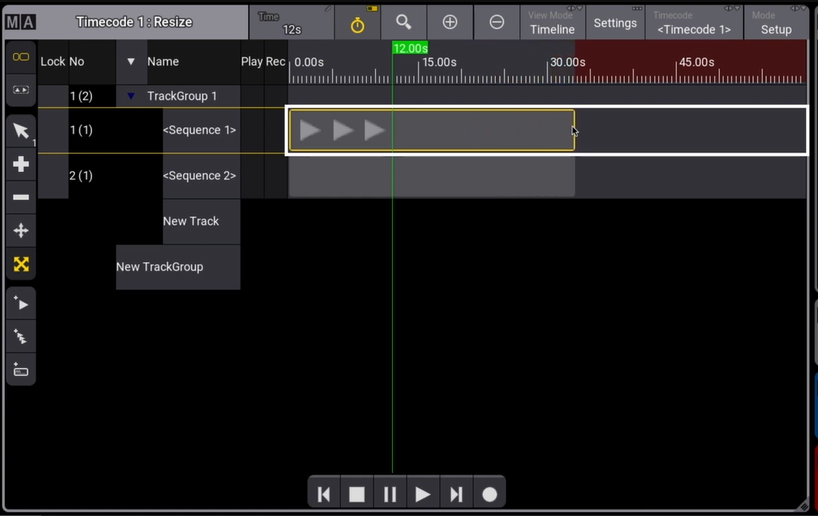 MA Timecode 1 : Resize
Time
12s
View Mode
Timeline
Settings
Timecode
<Timecode 1>
Mode
Setup
12.00s
Lock No Name Play Rec 0.00s 15.00s 30.00s 45.00s
1 (2) TrackGroup 1
1 (1) <Sequence 1>
1
2 (1) <Sequence 2>
New Track
New TrackGroup